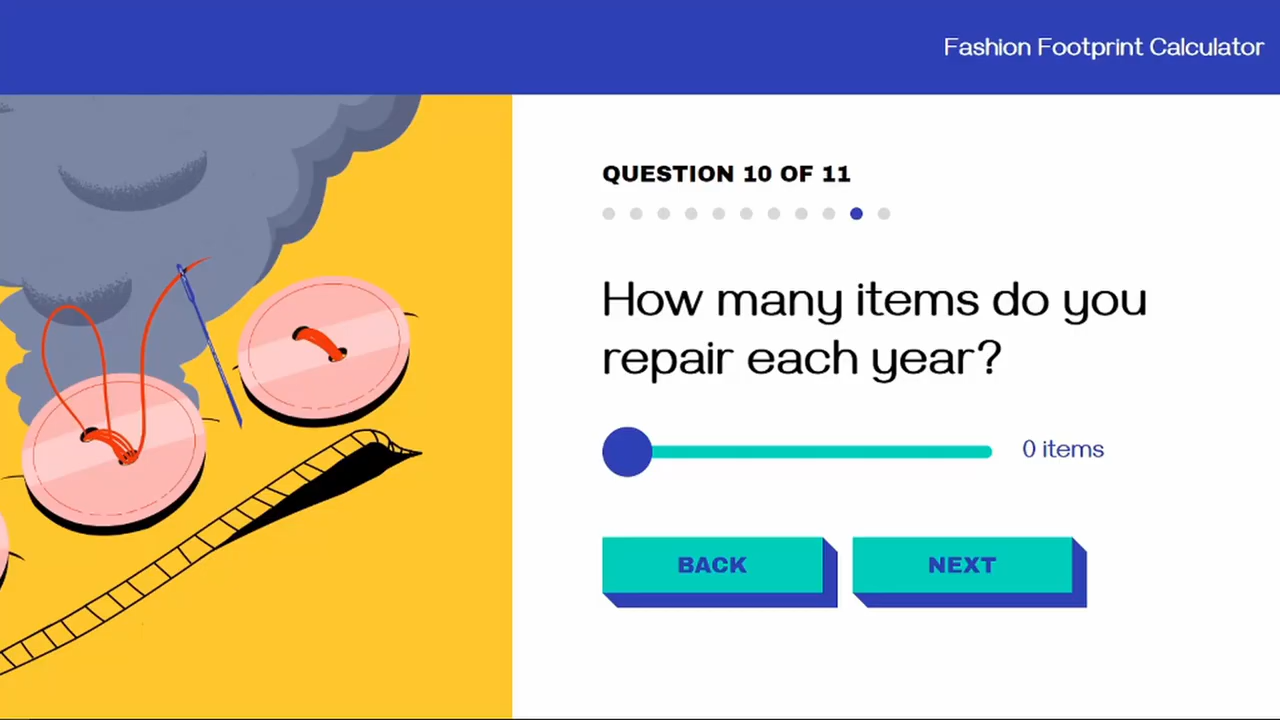 Fashion Footprint Calculator
QUESTION 10 OF 11
How many items do you
repair each year?
0 items
BACK
NEXT